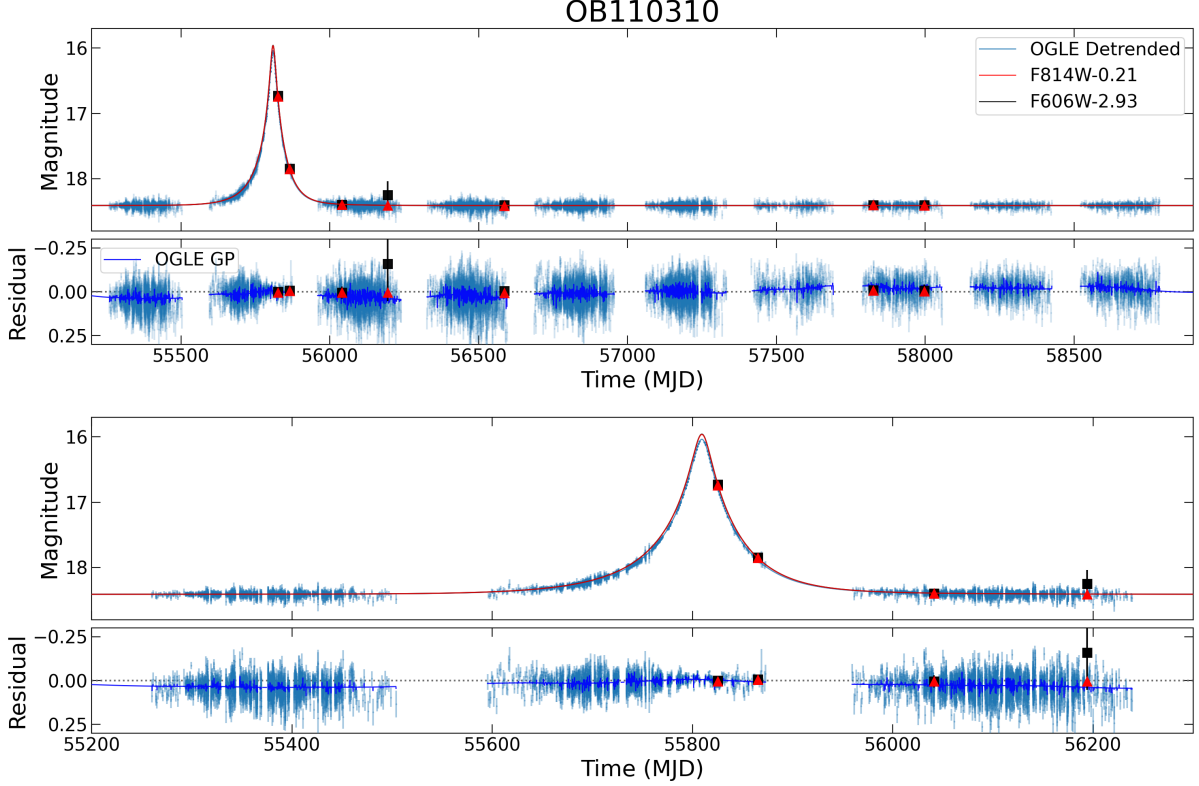 OB110310
Magnitude
16
17
18
OGLE Detrended
F814W-0.21
F606W-2.93
Residual
−0.25
0.00
0.25
OGLE GP
55500 56000 56500 57000 57500 58000 58500
Time (MJD)
Magnitude
16
17
18
Residual
−0.25
0.00
0.25
55200 55400 55600 55800 56000 56200
Time (MJD)